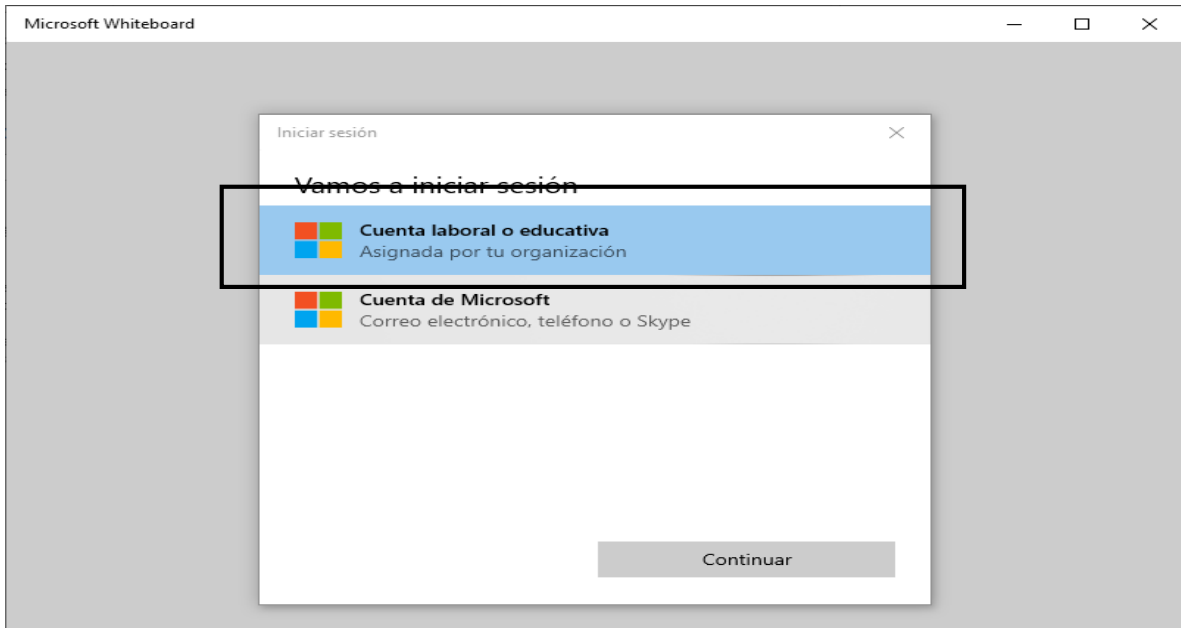 Microsoft Whiteboard
Iniciar sesión
Vamos a iniciar sesión
Cuenta laboral o educativa
Asignada por tu organización
Cuenta de Microsoft
Correo electrónico, teléfono o Skype
Continuar